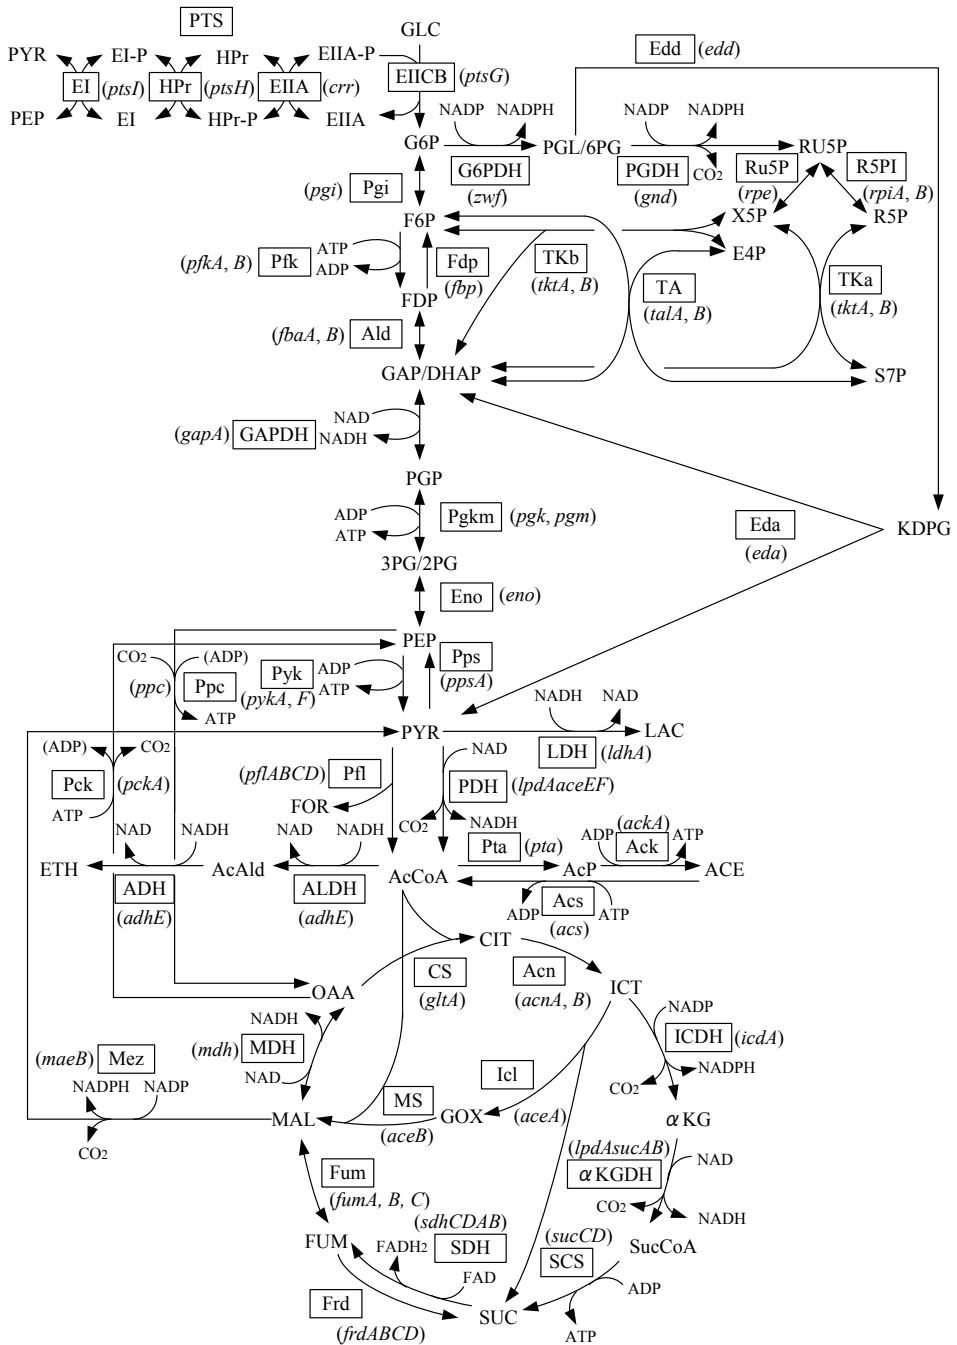 PTS
GLC
PYR EI-P HPr EIIA-P
EI (ptsI) HPr (ptsH) EIIA (crr) EIICB (ptsG)
PEP EI HPr-P EIIA
Edd (edd)
NADP NADPH NADP NADPH
G6P PGL/6PG RU5P
G6PDH PGDH CO2 Ru5P R5PI
(zwf) (gnd) (rpe) (rpiA, B)
(pgi) Pgi
F6P X5P R5P
E4P
(pfkA, B) Pfk ATP ADP Fdp (fbp)
TKb (tktA, B) TA (talA, B) TKa (tktA, B)
FDP
(fbaA, B) Ald
GAP/DHAP S7P
(gapA) GAPDH NAD NADH
PGP
ADP ATP Pgkm (pgk, pgm)
Eda (eda) KDPG
3PG/2PG
Eno (eno)
PEP
CO2 (ADP) (ppc) Ppc ATP
Pyk (pykA, F) ADP ATP Pps (ppsA)
PYR NADH NAD LAC
LDH (ldhA)
(ADP) CO2 Pck (pckA) ATP
(pflABCD) Pfl FOR
NAD PDH (lpdAaceEF) CO2 NADH
NAD NADH NAD NADH Pta (pta) ADP (ackA) Ack ATP
ETH AcAld AcCoA AcP ACE
ADH (adhE) ALDH (adhE) ADP Acs (acs) ATP
CIT
CS (gltA) Acn (acnA, B)
OAA ICT
NADH (mdh) MDH NAD
NADP ICDH (icdA) NADPH CO2
(maeB) Mez NADPH NADP CO2
Icl (aceA)
MS (aceB)
MAL GOX α KG
(lpdAsucAB) α KGDH NAD CO2 NADH
Fum (fumA, B, C)
(sdhCDAB) SDH FADH2 FAD
(sucCD) SCS ADP ATP
FUM SucCoA
Frd (frdABCD)
SUC